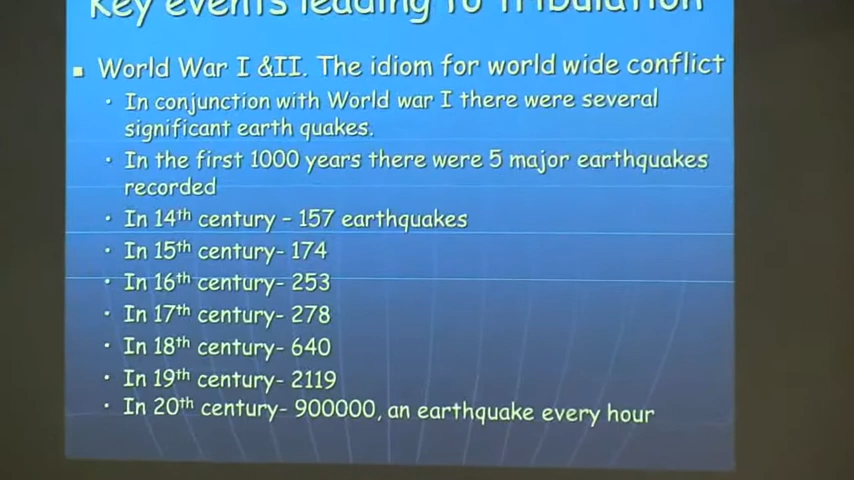 Key events leading to Tribulation
World War I &II. The idiom for world wide conflict
In conjunction with World war I there were several
significant earth quakes.
In the first 1000 years there were 5 major earthquakes
recorded
In 14th century - 157 earthquakes
In 15th century- 174
In 16th century- 253
In 17th century- 278
In 18th century- 640
In 19th century- 2119
In 20th century- 900000, an earthquake every hour